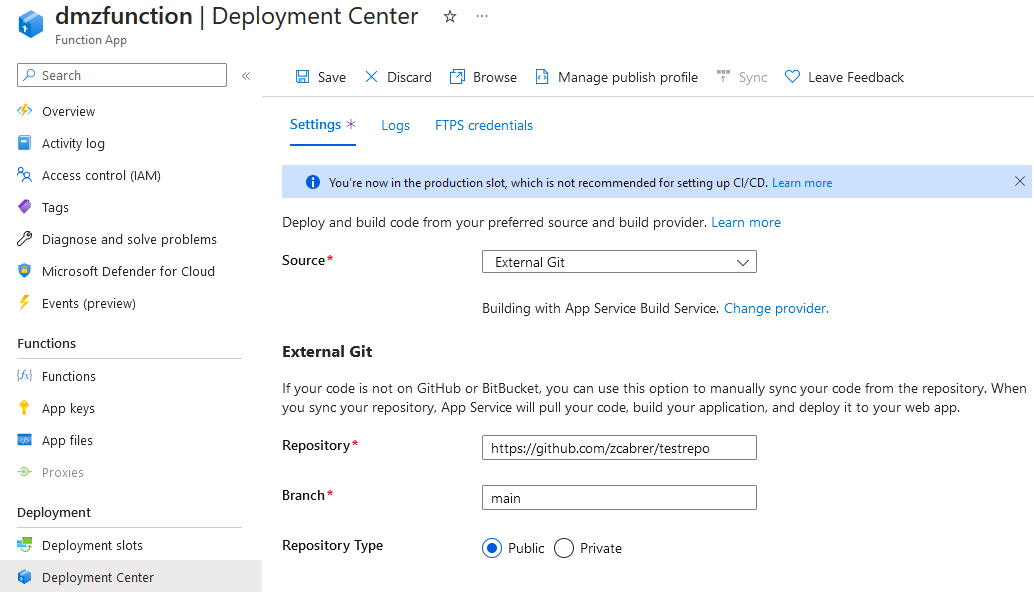 dmzfunction | Deployment Center ☆ ···
Function App
Search «
Save Discard Browse Manage publish profile Sync Leave Feedback
Overview
Activity log
Access control (IAM)
Tags
Diagnose and solve problems
Microsoft Defender for Cloud
Events (preview)
Functions
Functions
App keys
App files
Proxies
Deployment
Deployment slots
Deployment Center
Settings * Logs FTPS credentials
You're now in the production slot, which is not recommended for setting up CI/CD. Learn more
Deploy and build code from your preferred source and build provider. Learn more
Source* External Git
Building with App Service Build Service. Change provider.
External Git
If your code is not on GitHub or BitBucket, you can use this option to manually sync your code from the repository. When
you sync your repository, App Service will pull your code, build your application, and deploy it to your web app.
Repository* https://github.com/zcabrer/testrepo
Branch* main
Repository Type Public Private